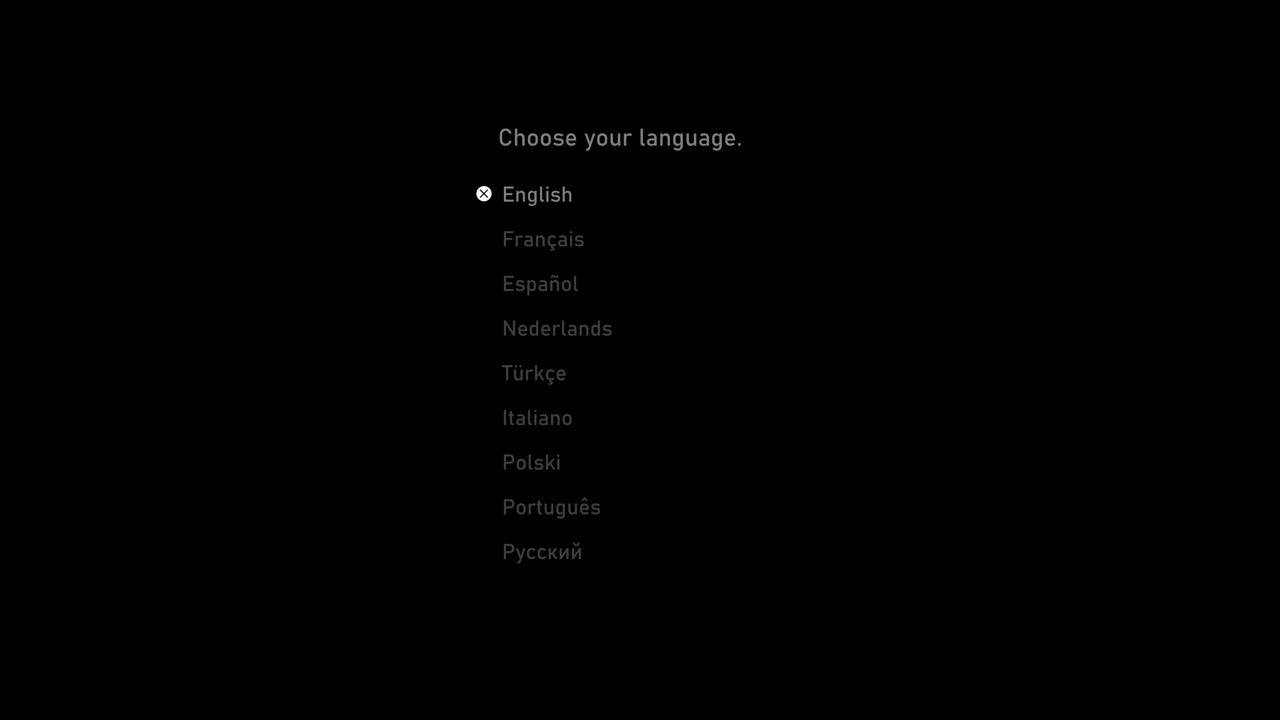 Choose your language.
English
Français
Español
Nederlands
Türkçe
Italiano
Polski
Português
Русский